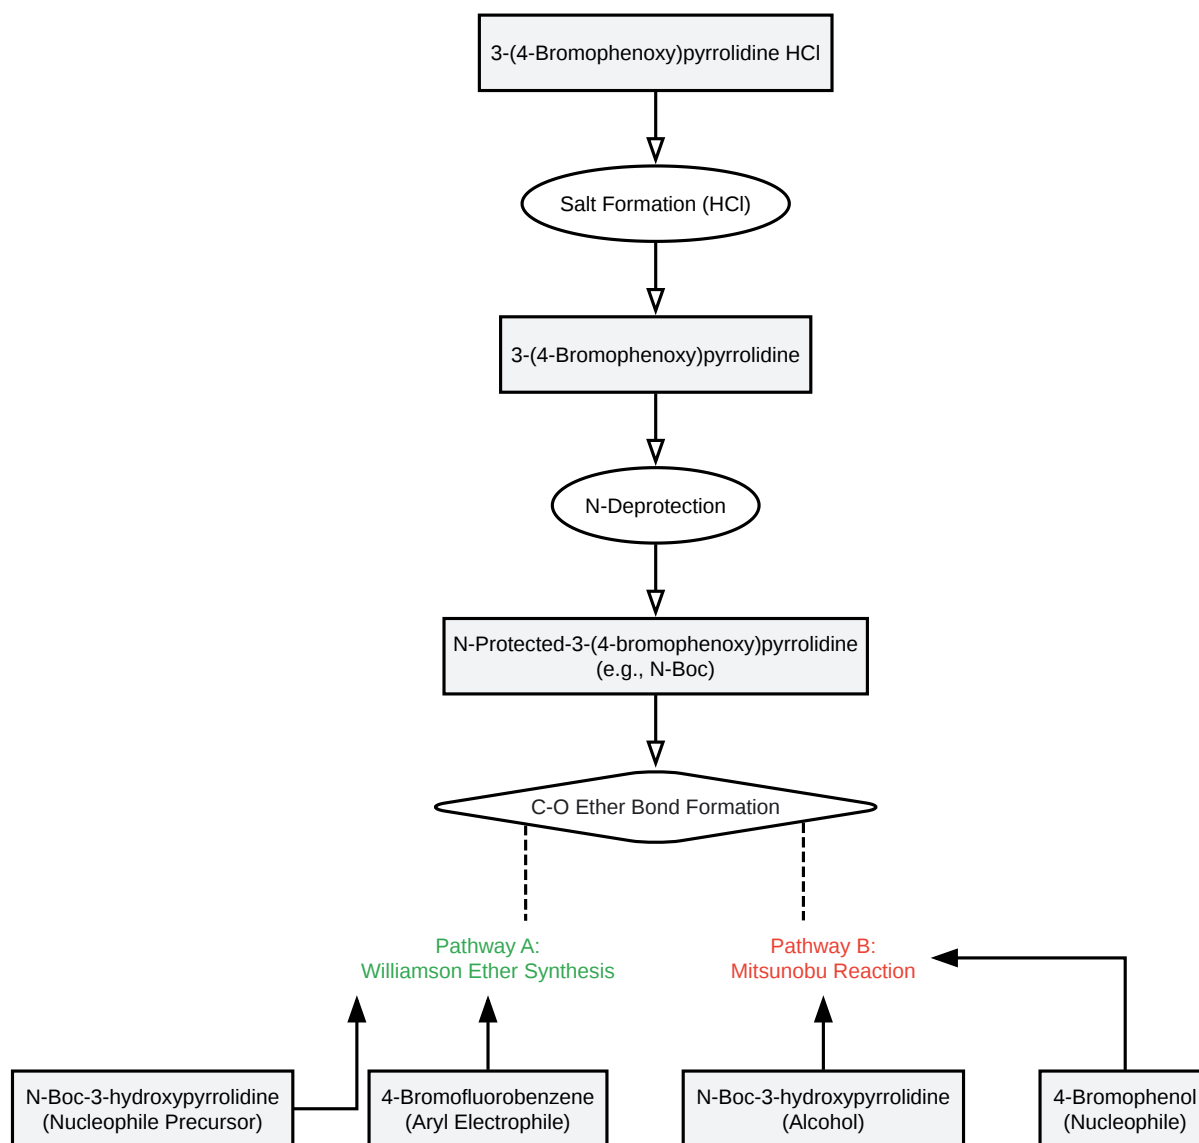 3-(4-Bromophenoxy)pyrrolidine HCl
Salt Formation (HCl)
3-(4-Bromophenoxy)pyrrolidine
N-Deprotection
N-Protected-3-(4-bromophenoxy)pyrrolidine
(e.g., N-Boc)
C-O Ether Bond Formation
Pathway A:
Williamson Ether Synthesis
Pathway B:
Mitsunobu Reaction
N-Boc-3-hydroxypyrrolidine
(Nucleophile Precursor)
4-Bromofluorobenzene
(Aryl Electrophile)
N-Boc-3-hydroxypyrrolidine
(Alcohol)
4-Bromophenol
(Nucleophile)